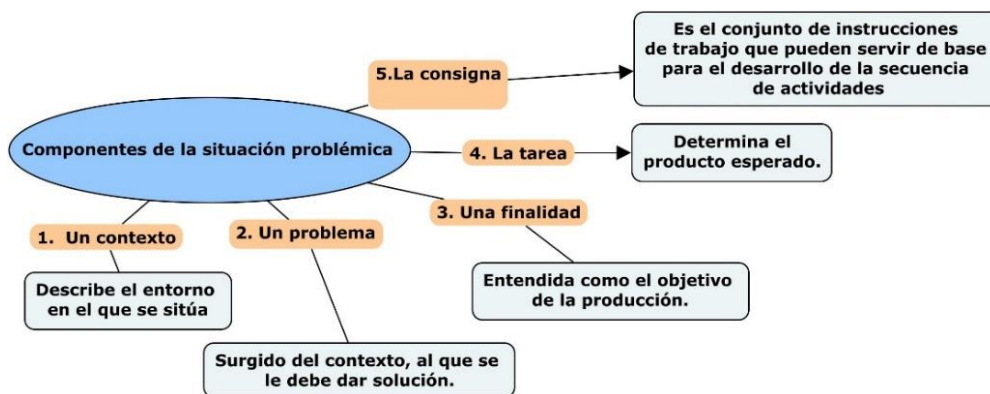 Es el conjunto de instrucciones
de trabajo que pueden servir de base
para el desarrollo de la secuencia
de actividades
5.La consigna
Componentes de la situación problémica
4. La tarea
Determina el
producto esperado.
3. Una finalidad
1. Un contexto
2. Un problema
Describe el entorno
en el que se sitúa
Entendida como el objetivo
de la producción.
Surgido del contexto, al que se
le debe dar solución.